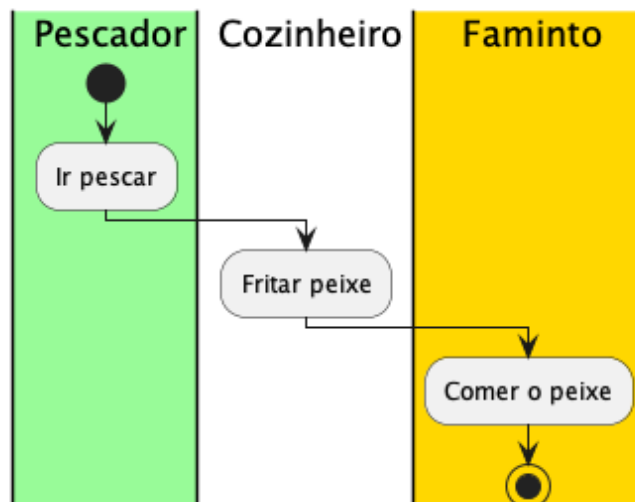 Pescador Cozinheiro Faminto
Ir pescar
Fritar peixe
Comer o peixe